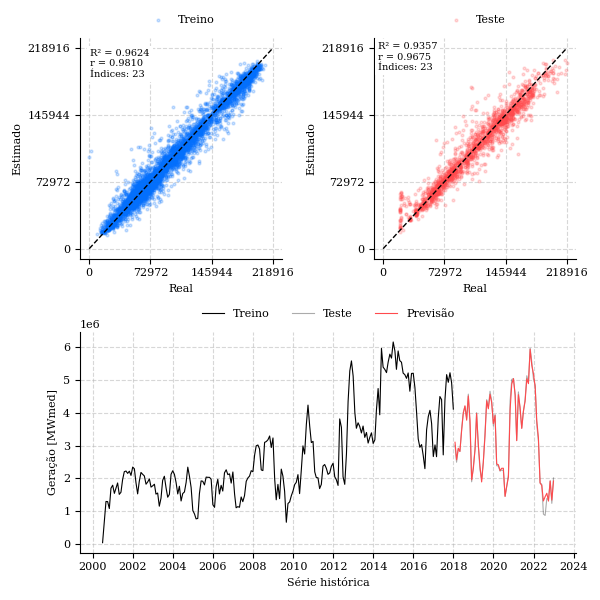 Treino
Teste
218916
145944
72972
0
Estimado
R² = 0.9624
r = 0.9810
Índices: 23
0 72972 145944 218916
Real
218916
145944
72972
0
Estimado
R² = 0.9357
r = 0.9675
Índices: 23
0 72972 145944 218916
Real
Treino Teste Previsão
1e6
6
5
4
3
2
1
0
Geração [MWmed]
2000 2002 2004 2006 2008 2010 2012 2014 2016 2018 2020 2022 2024
Série histórica